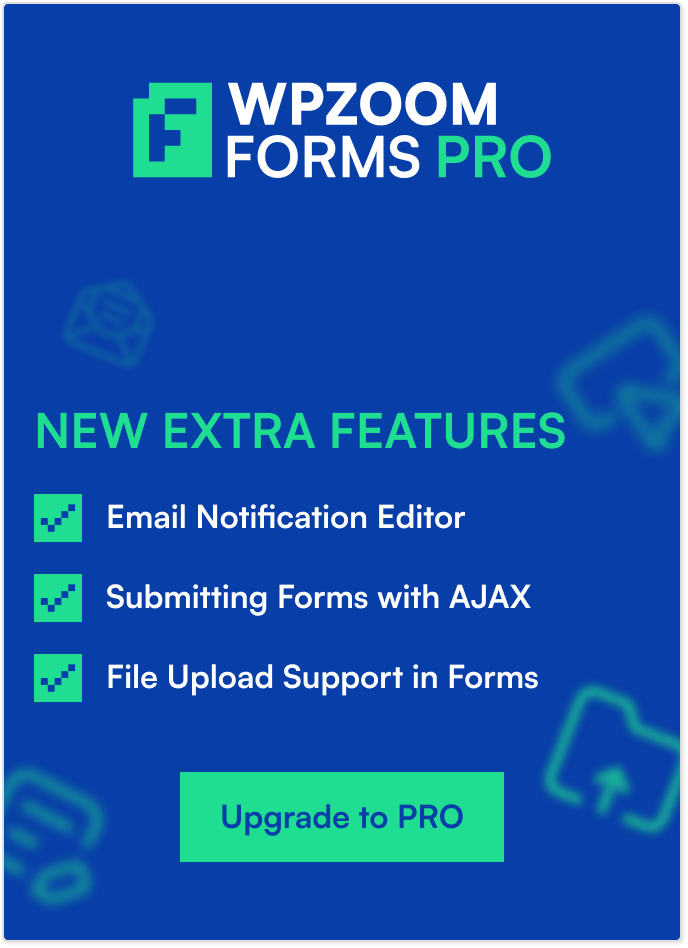 WPZOOM
FORMS PRO
NEW EXTRA FEATURES
Email Notification Editor
Submitting Forms with AJAX
File Upload Support in Forms
Upgrade to PRO